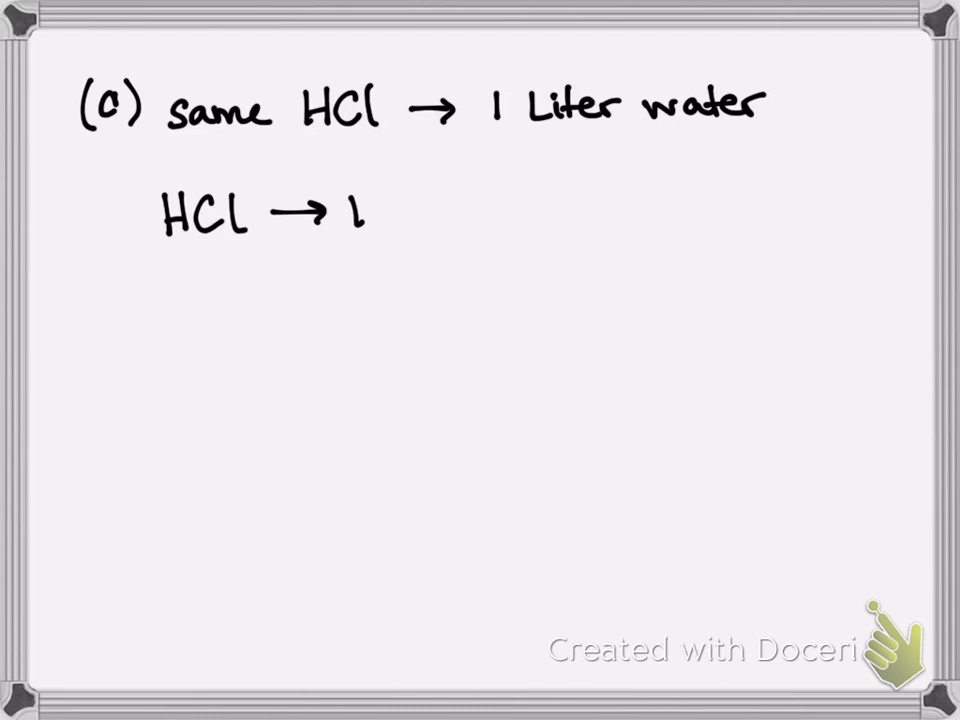 (c) same HCl → 1 Liter water
HCl → 1
Created with Doceri